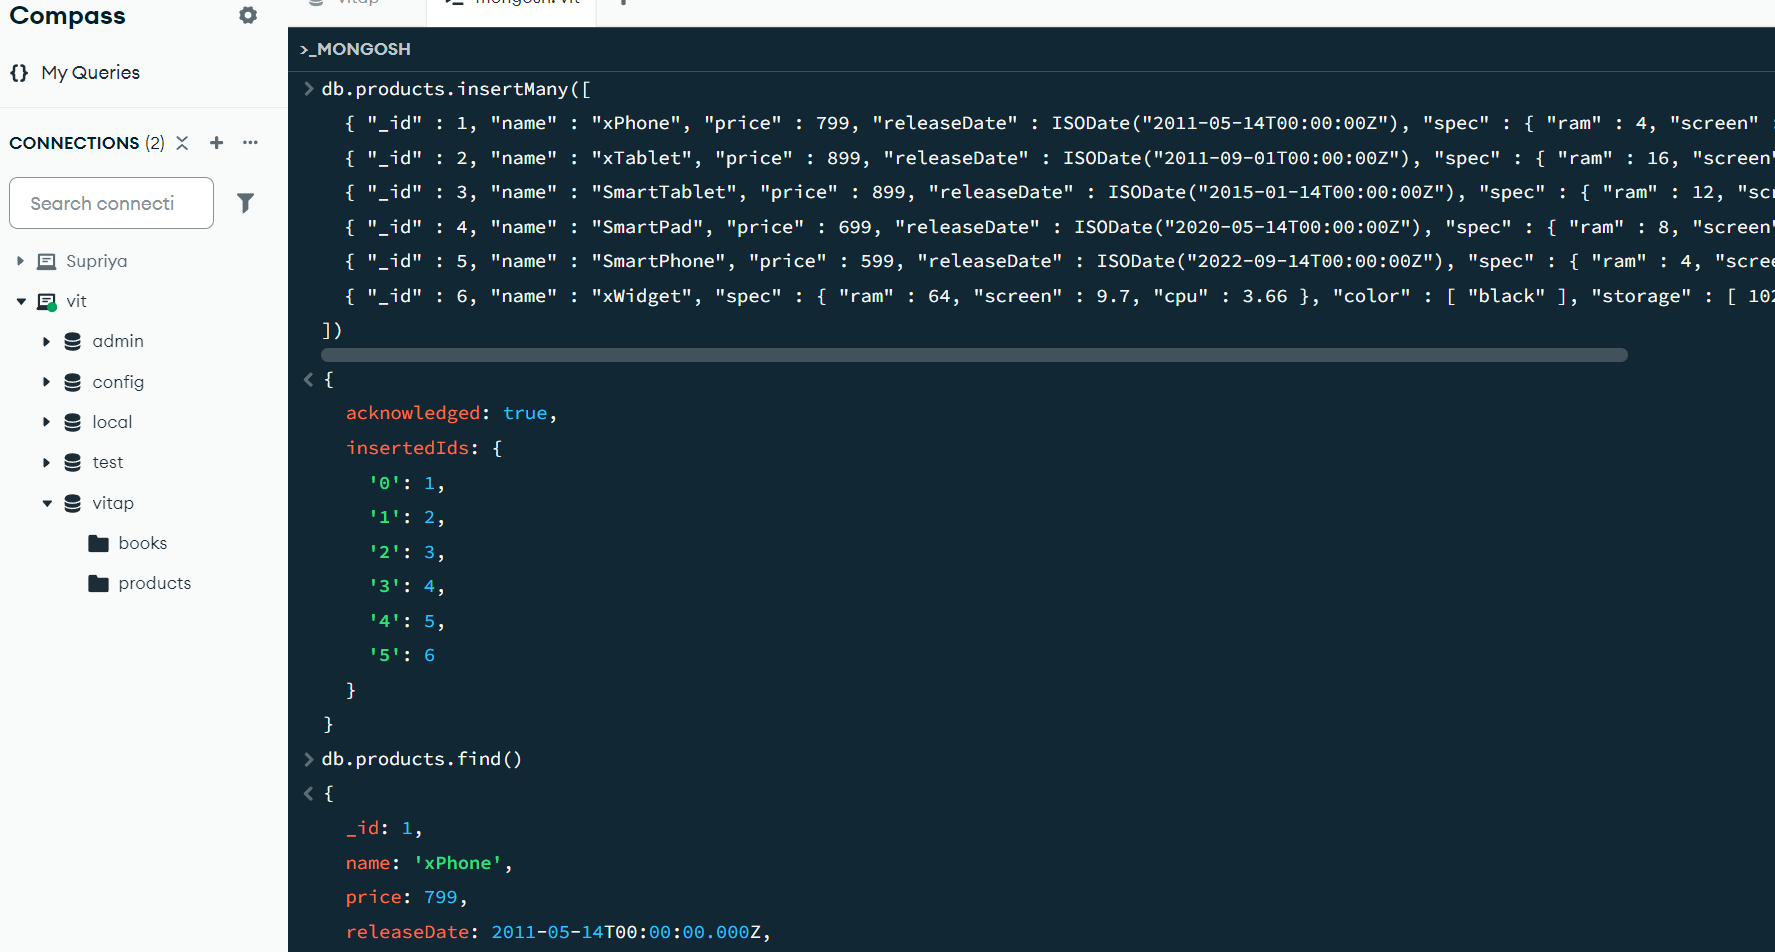 Compass
My Queries
CONNECTIONS (2)
Search connecti
Supriya
vit
admin
config
local
test
vitap
books
products
vitap
mongosh: vit
>_MONGOSH
db.products.insertMany([
{ "_id" : 1, "name" : "xPhone", "price" : 799, "releaseDate" : ISODate("2011-05-14T00:00:00Z"), "spec" : { "ram" : 4, "screen" :
{ "_id" : 2, "name" : "xTablet", "price" : 899, "releaseDate" : ISODate("2011-09-01T00:00:00Z"), "spec" : { "ram" : 16, "screen"
{ "_id" : 3, "name" : "SmartTablet", "price" : 899, "releaseDate" : ISODate("2015-01-14T00:00:00Z"), "spec" : { "ram" : 12, "scr
{ "_id" : 4, "name" : "SmartPad", "price" : 699, "releaseDate" : ISODate("2020-05-14T00:00:00Z"), "spec" : { "ram" : 8, "screen"
{ "_id" : 5, "name" : "SmartPhone", "price" : 599, "releaseDate" : ISODate("2022-09-14T00:00:00Z"), "spec" : { "ram" : 4, "scree
{ "_id" : 6, "name" : "xWidget", "spec" : { "ram" : 64, "screen" : 9.7, "cpu" : 3.66 }, "color" : [ "black" ], "storage" : [ 102
])
{
acknowledged: true,
insertedIds: {
'0': 1,
'1': 2,
'2': 3,
'3': 4,
'4': 5,
'5': 6
}
}
db.products.find()
{
_id: 1,
name: 'xPhone',
price: 799,
releaseDate: 2011-05-14T00:00:00.000Z,